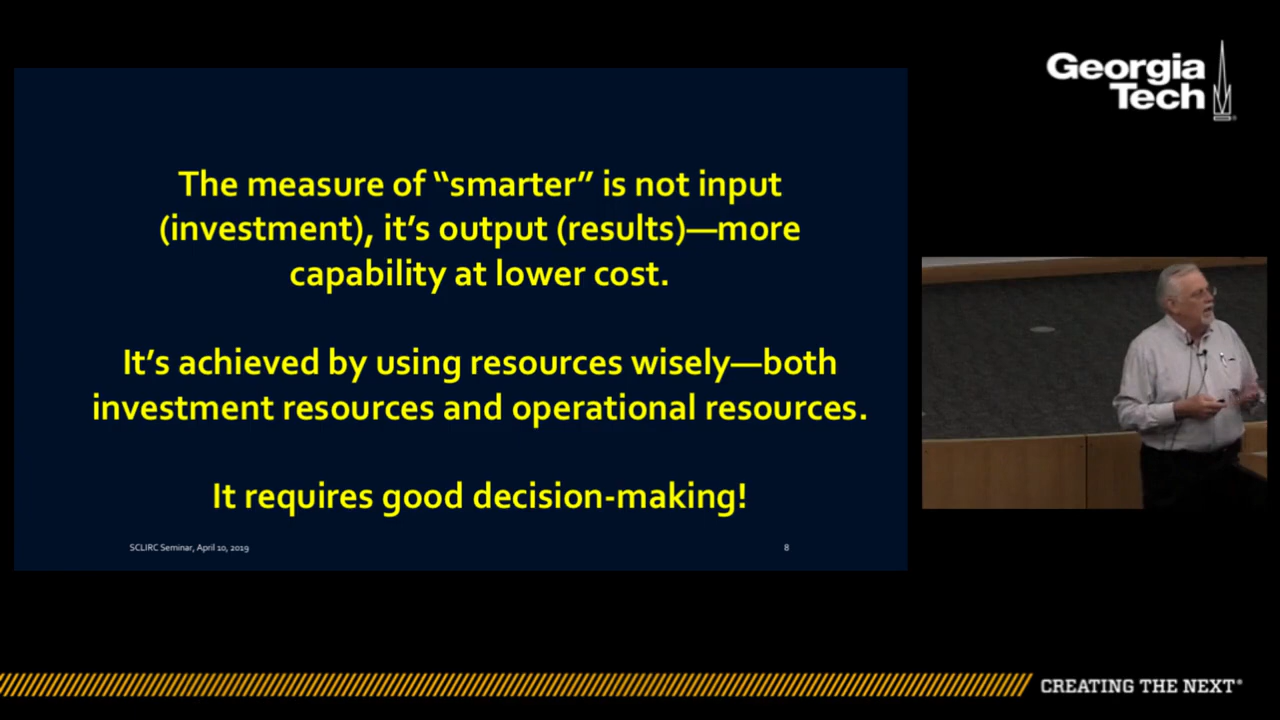 Georgia
Tech
The measure of “smarter” is not input
(investment), it’s output (results)—more
capability at lower cost.
It’s achieved by using resources wisely—both
investment resources and operational resources.
It requires good decision-making!
SCLIRC Seminar, April 10, 2019
8
CREATING THE NEXT®